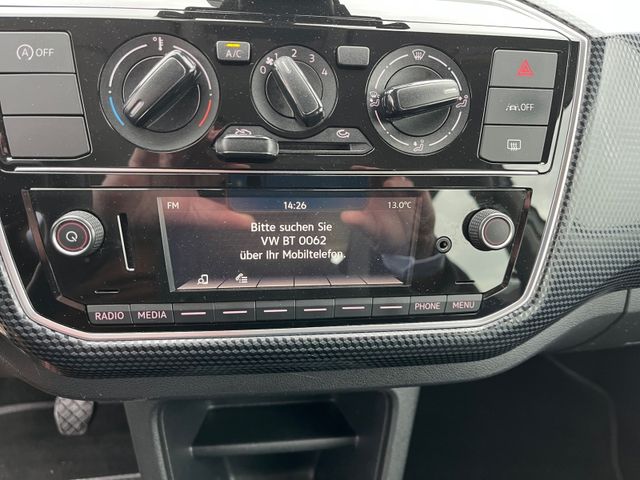 OFF
A/C
0 1 2 3 4
OFF
FM 14:26 13.0°C
Bitte suchen Sie
VW BT 0062
über Ihr Mobiltelefon.
RADIO MEDIA PHONE MENU